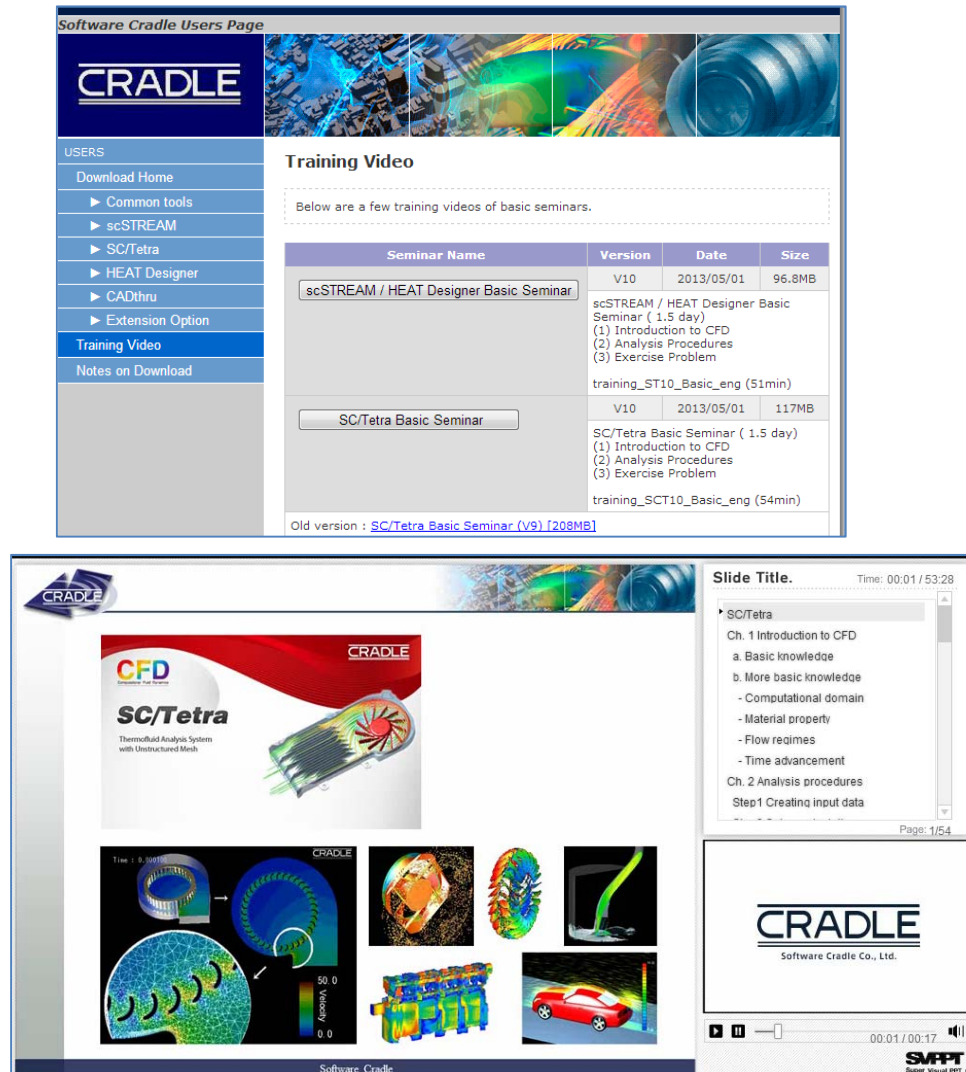 Software Cradle Users Page
CRADLE
USERS
Download Home
► Common tools
► scSTREAM
► SC/Tetra
► HEAT Designer
► CADthru
► Extension Option
Training Video
Notes on Download
Training Video
Below are a few training videos of basic seminars.
Seminar Name Version Date Size
scSTREAM / HEAT Designer Basic Seminar V10 2013/05/01 96.8MB
scSTREAM / HEAT Designer Basic
Seminar ( 1.5 day)
(1) Introduction to CFD
(2) Analysis Procedures
(3) Exercise Problem
training_ST10_Basic_eng (51min)
SC/Tetra Basic Seminar V10 2013/05/01 117MB
SC/Tetra Basic Seminar ( 1.5 day)
(1) Introduction to CFD
(2) Analysis Procedures
(3) Exercise Problem
training_SCT10_Basic_eng (54min)
Old version : SC/Tetra Basic Seminar (V9) [208MB]
CRADLE
CRADLE
CFD
Computational Fluid Dynamics
SC/Tetra
Thermofluid Analysis System
with Unstructured Mesh
CRADLE
50.0
Velocity
0.0
Software Cradle
Slide Title. Time: 00:01 / 53:28
SC/Tetra
Ch. 1 Introduction to CFD
a. Basic knowledge
b. More basic knowledge
- Computational domain
- Material property
- Flow regimes
- Time advancement
Ch. 2 Analysis procedures
Step1 Creating input data
Page: 1/54
CRADLE
Software Cradle Co., Ltd.
00:01 / 00:17
SVPPT